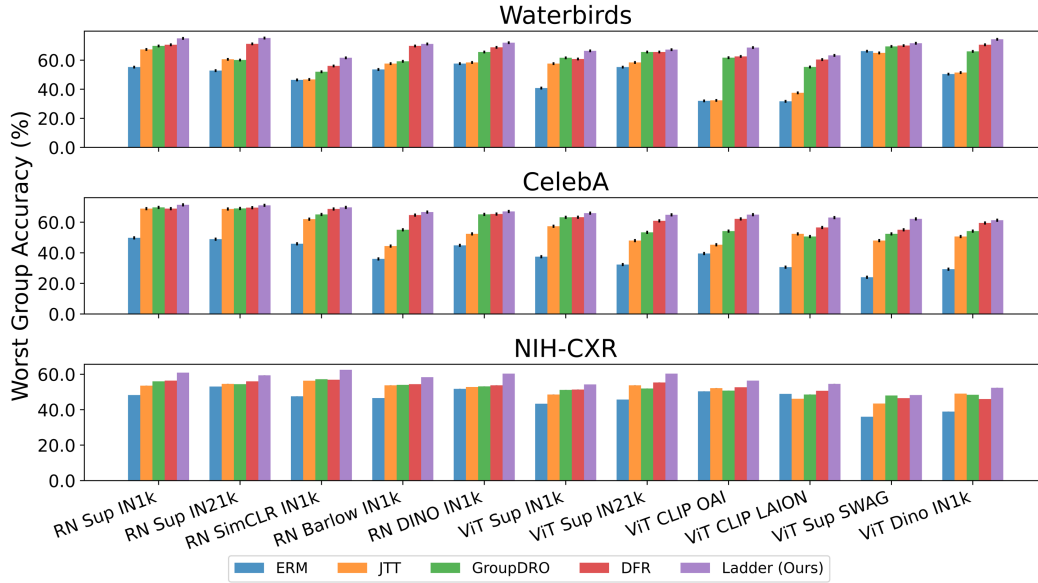 Waterbirds
60.0
40.0
20.0
0.0
CelebA
60.0
40.0
20.0
0.0
NIH-CXR
60.0
40.0
20.0
0.0
Worst Group Accuracy (%)
RN Sup IN1k
RN Sup IN21k
RN SimCLR IN1k
RN Barlow IN1k
RN DINO IN1k
ViT Sup IN1k
ViT Sup IN21k
ViT CLIP OAI
ViT CLIP LAION
ViT Sup SWAG
ViT Dino IN1k
ERM JTT GroupDRO DFR Ladder (Ours)